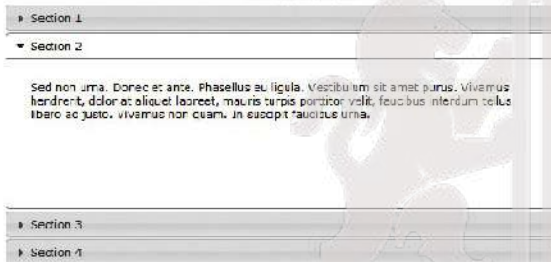 Section 1
Section 2
Sed non urna. Donec et ante. Phasellus eu ligula. Vestibulum sit amet purus. Vivamus
hendrerit, dolor at aliquet laoreet, mauris turpis porttitor velit, faucibus interdum tellus
libero ac justo. Vivamus non quam. In suscipit faucibus urna.
Section 3
Section 4